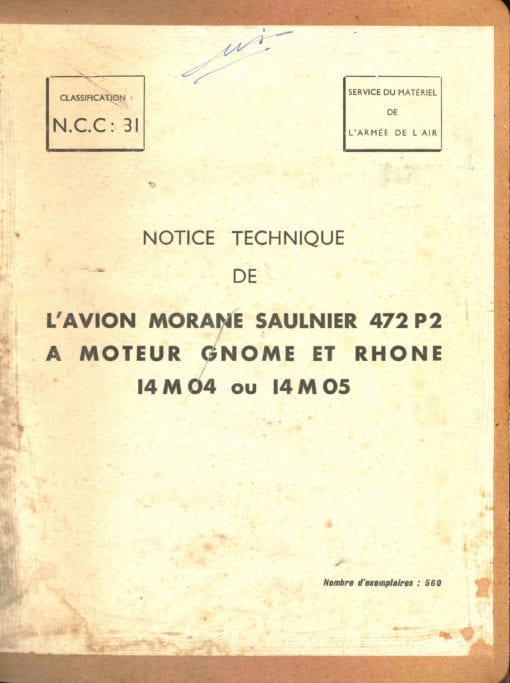 CLASSIFICATION :
N.C.C : 31
SERVICE DU MATÉRIEL
DE
L'ARMÉE DE L'AIR
NOTICE TECHNIQUE
DE
L'AVION MORANE SAULNIER 472 P2
A MOTEUR GNOME ET RHONE
14 M 04 ou 14 M 05
Nombre d'exemplaires : 560